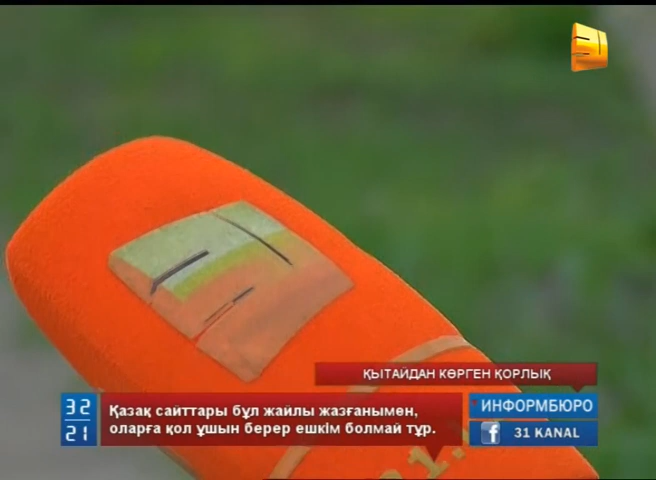 ҚЫТАЙДАН КӨРГЕН ҚОРЛЫҚ
32
21
Қазақ сайттары бұл жайлы жазғанымен,
оларға қол ұшын берер ешкім болмай тұр.
ИНФОРМБЮРО
f 31 KANAL